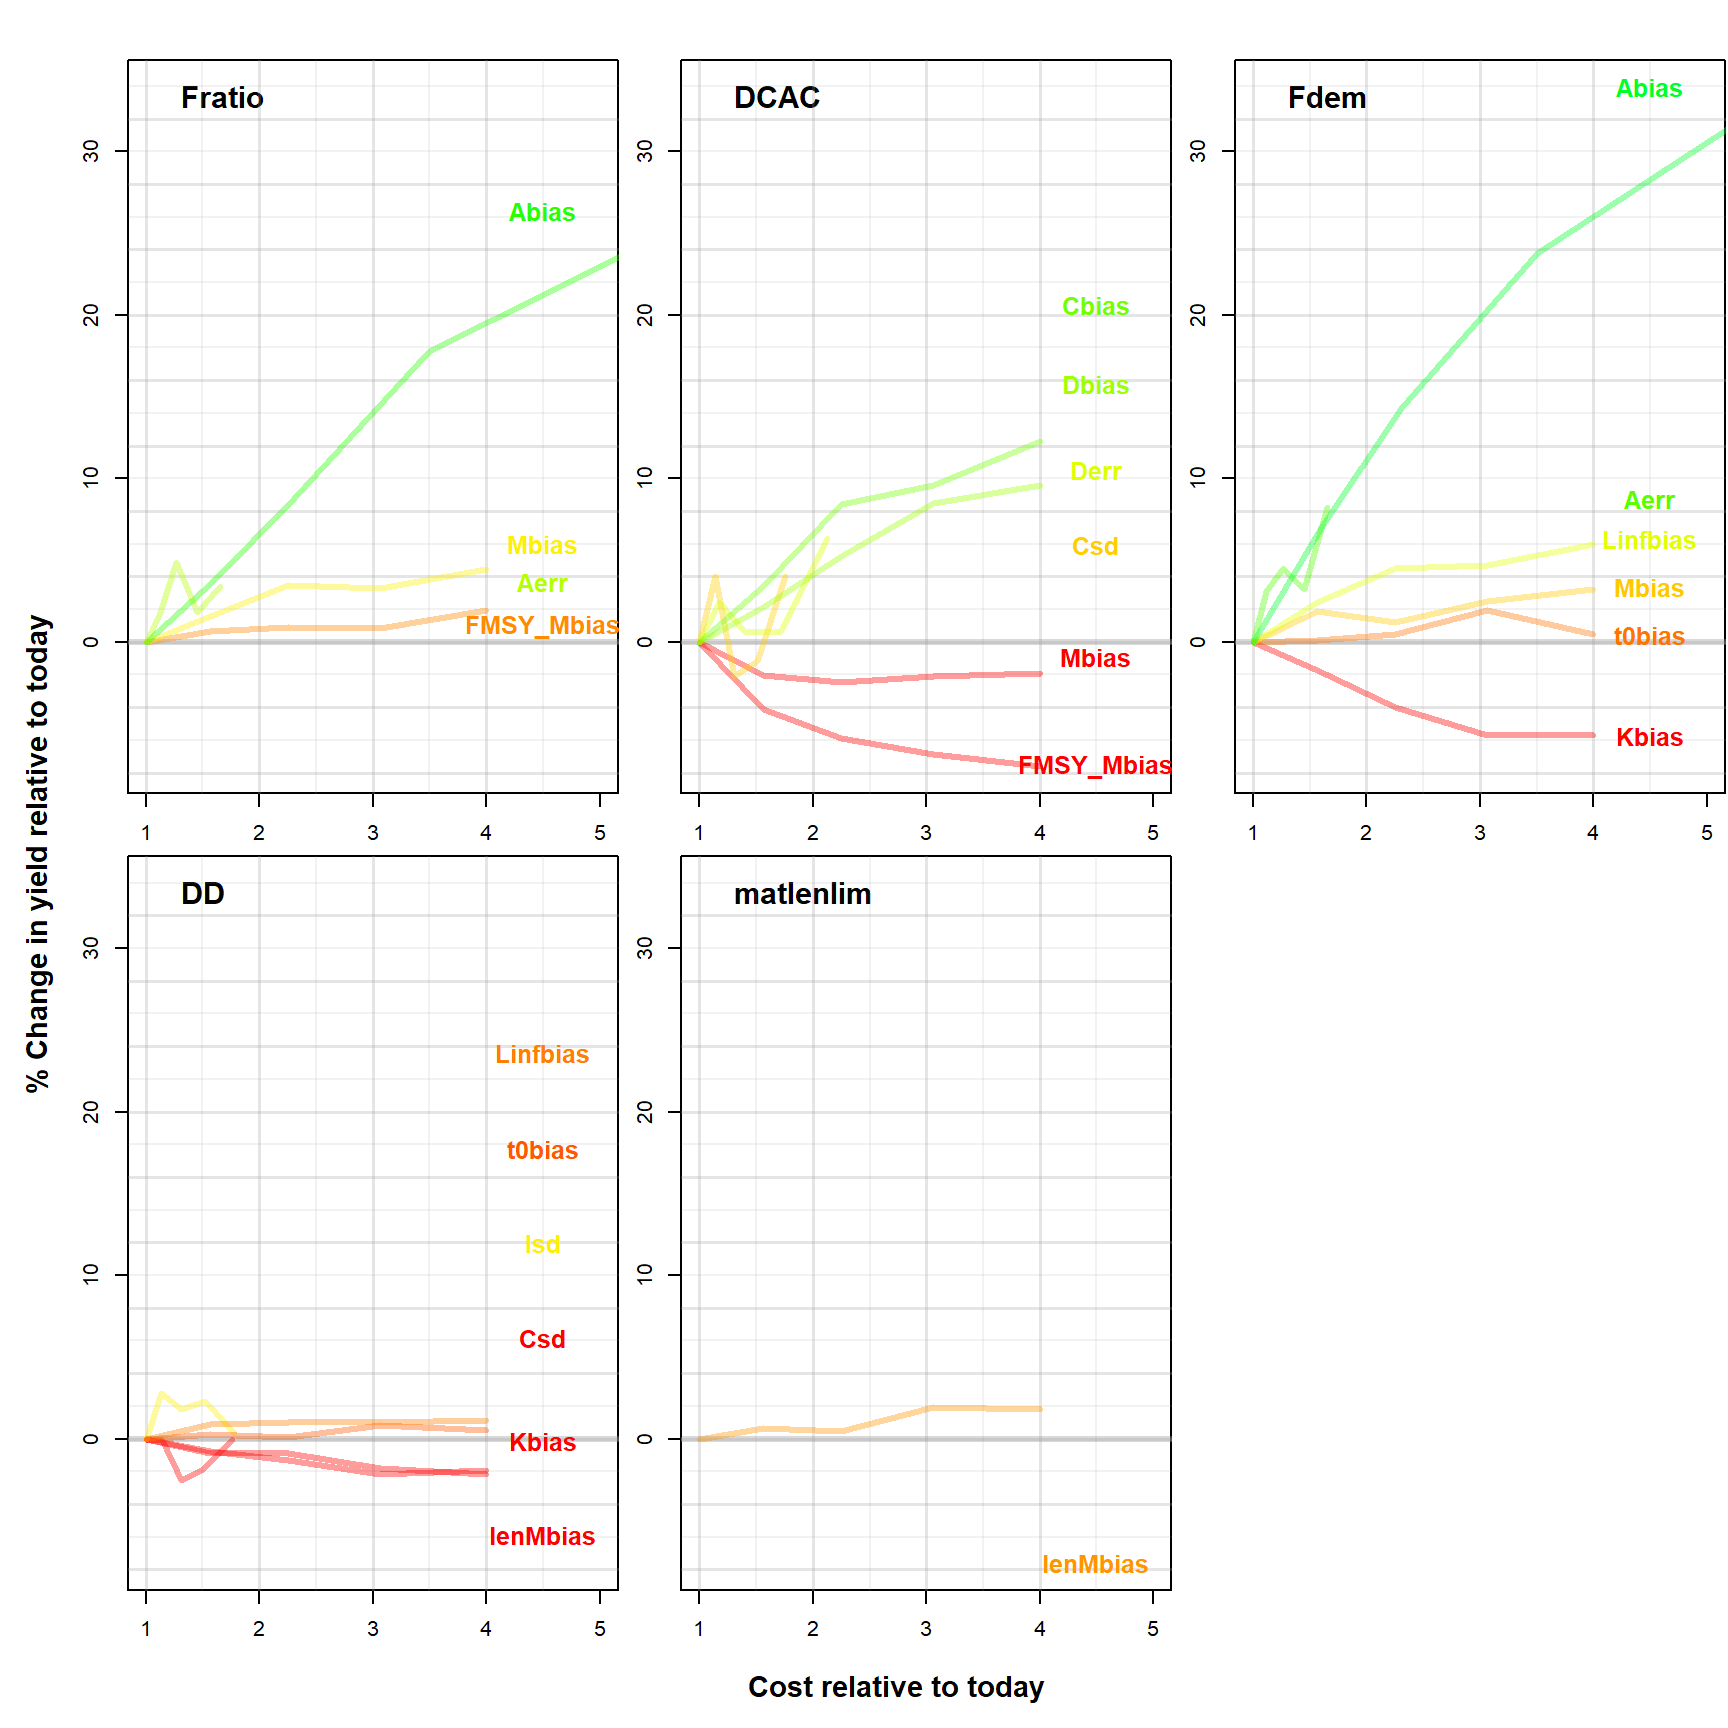 % Change in yield relative to today
Fratio
30
20
10
0
Abias
Mbias
Aerr
FMSY_Mbias
1 2 3 4 5
DCAC
30
20
10
0
Cbias
Dbias
Derr
Csd
Mbias
FMSY_Mbias
1 2 3 4 5
Fdem
30
20
10
0
Abias
Aerr
Linfbias
Mbias
t0bias
Kbias
1 2 3 4 5
DD
30
20
10
0
Linfbias
t0bias
Isd
Csd
Kbias
lenMbias
1 2 3 4 5
matlenlim
30
20
10
0
lenMbias
1 2 3 4 5
Cost relative to today